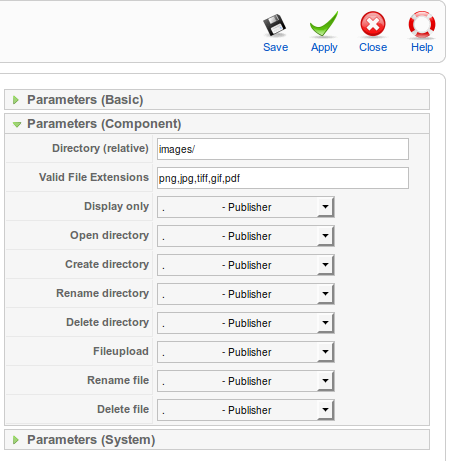 Save Apply Close Help
Parameters (Basic)
Parameters (Component)
Directory (relative) images/
Valid File Extensions png,jpg,tiff,gif,pdf
Display only . - Publisher
Open directory . - Publisher
Create directory . - Publisher
Rename directory . - Publisher
Delete directory . - Publisher
Fileupload . - Publisher
Rename file . - Publisher
Delete file . - Publisher
Parameters (System)